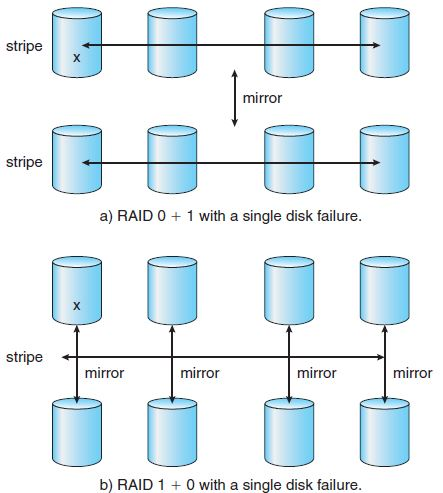 stripe
x
mirror
stripe
a) RAID 0 + 1 with a single disk failure.
x
stripe
mirror mirror mirror mirror
b) RAID 1 + 0 with a single disk failure.